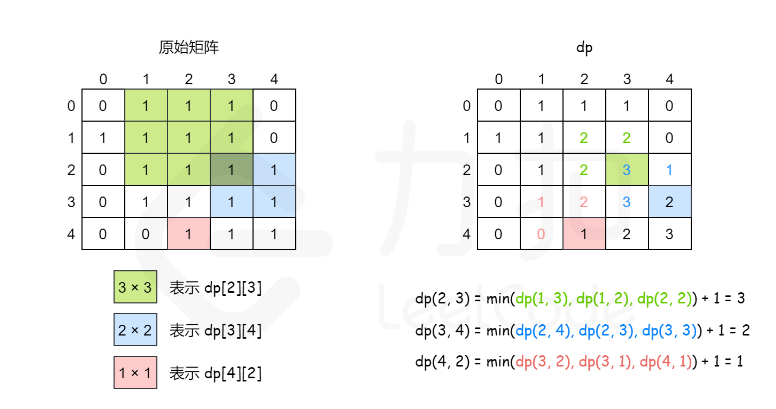 原始矩阵
0 1 2 3 4
0 0 1 1 1 0
1 1 1 1 1 0
2 0 1 1 1 1
3 0 1 1 1 1
4 0 0 1 1 1
3 × 3 表示 dp[2][3]
2 × 2 表示 dp[3][4]
1 × 1 表示 dp[4][2]
dp
0 1 2 3 4
0 0 1 1 1 0
1 1 1 2 2 0
2 0 1 2 3 1
3 0 1 2 3 2
4 0 0 1 2 3
dp(2, 3) = min(dp(1, 3), dp(1, 2), dp(2, 2)) + 1 = 3
dp(3, 4) = min(dp(2, 4), dp(2, 3), dp(3, 3)) + 1 = 2
dp(4, 2) = min(dp(3, 2), dp(3, 1), dp(4, 1)) + 1 = 1
力扣
LeetCode